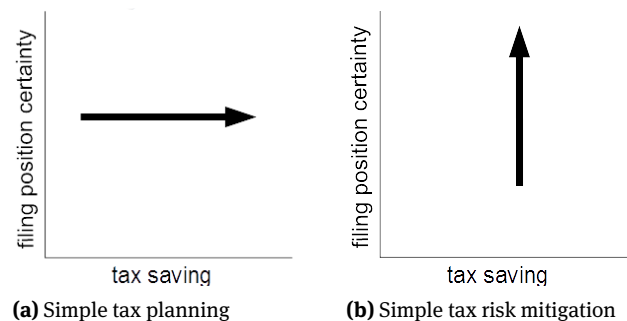 filing position certainty
tax saving
(a) Simple tax planning
filing position certainty
tax saving
(b) Simple tax risk mitigation